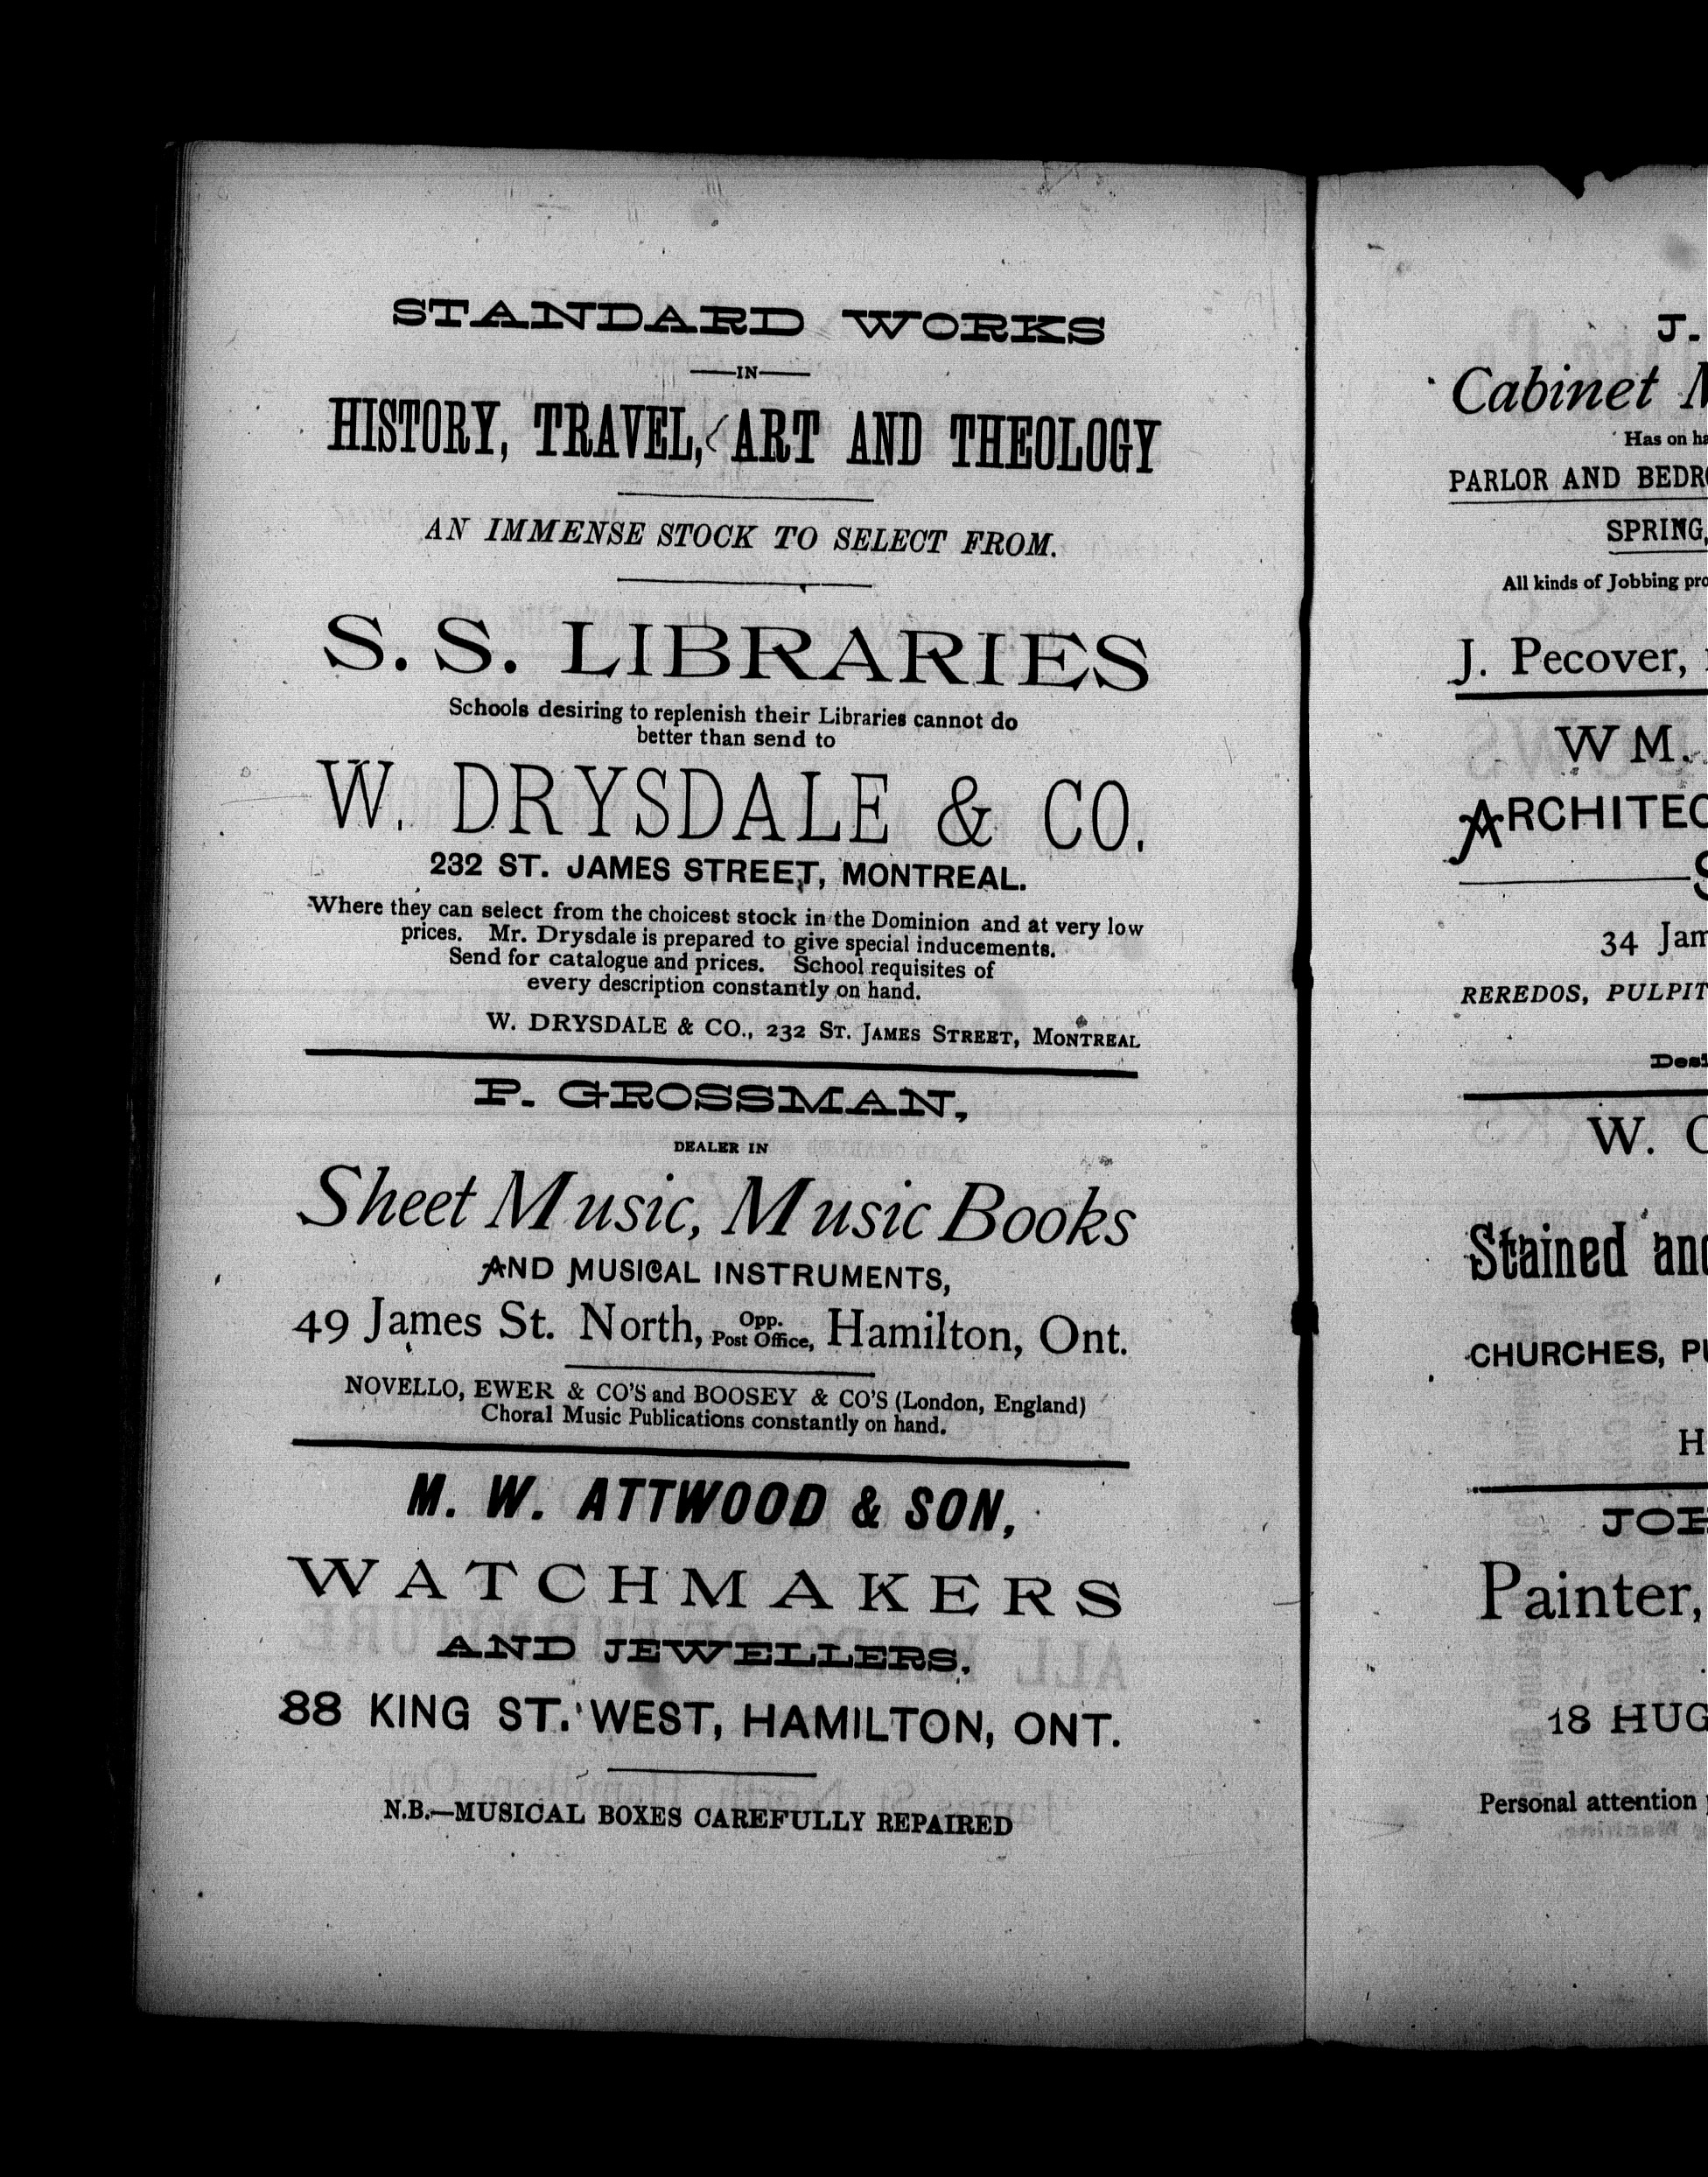 STANDARD WORKS
—IN—
HISTORY, TRAVEL, ART AND THEOLOGY
AN IMMENSE STOCK TO SELECT FROM.
S. S. LIBRARIES
Schools desiring to replenish their Libraries cannot do
better than send to
W. DRYSDALE & CO.
232 ST. JAMES STREET, MONTREAL.
Where they can select from the choicest stock in the Dominion and at very low
prices. Mr. Drysdale is prepared to give special inducements.
Send for catalogue and prices. School requisites of
every description constantly on hand.
W. DRYSDALE & CO., 232 ST. JAMES STREET, MONTREAL
P. GROSSMAN,
DEALER IN
Sheet Music, Music Books
AND MUSICAL INSTRUMENTS,
49 James St. North, Opp. Post Office, Hamilton, Ont.
NOVELLO, EWER & CO'S and BOOSEY & CO'S (London, England)
Choral Music Publications constantly on hand.
M. W. ATTWOOD & SON,
WATCHMAKERS
AND JEWELLERS,
88 KING ST. WEST, HAMILTON, ONT.
N.B.—MUSICAL BOXES CAREFULLY REPAIRED
J.
Cabinet
Has on
PARLOR AND
SPRING,
All kinds of Jobbing
J. Pecover,
WM.
34
REREDOS,
W.
Stained
CHURCHES,
Painter,
18
Personal attention